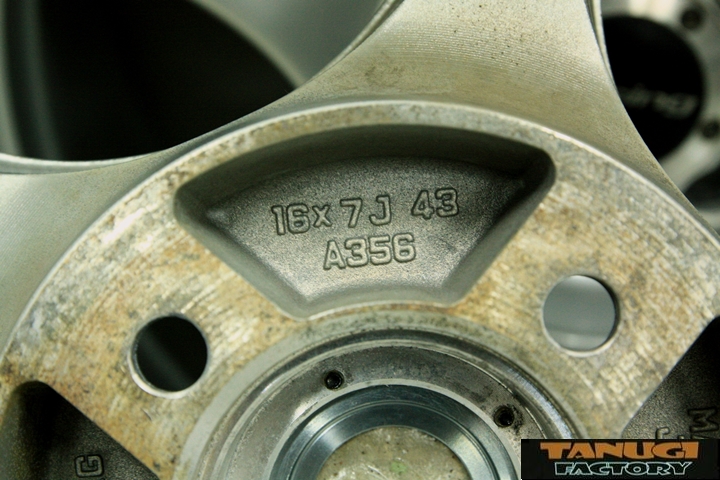 16x7J 43
A356
G
TANUGI
FACTORY